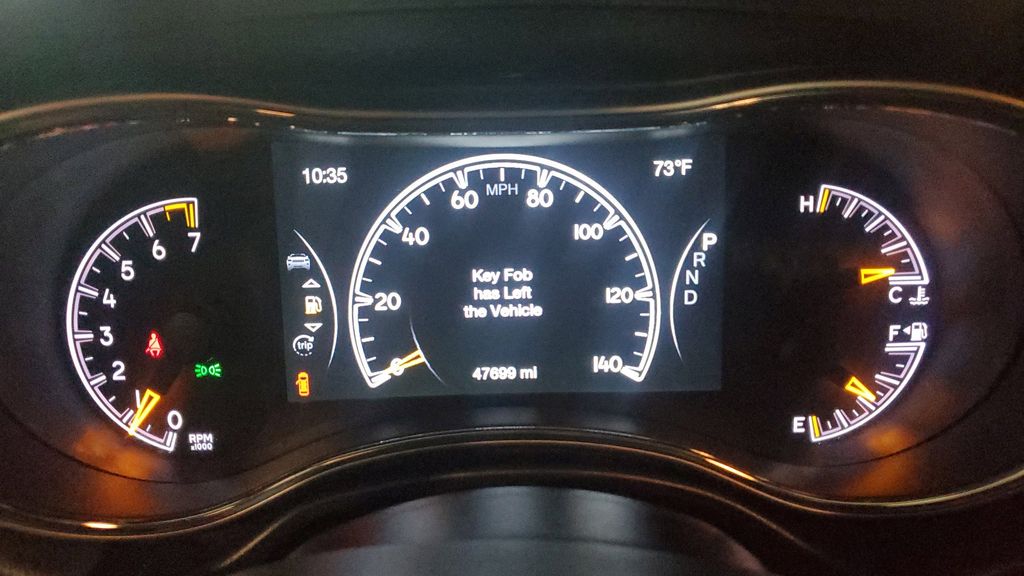 10:35
73°F
MPH
0
20
40
60
80
100
120
140
Key Fob
has Left
the Vehicle
47699 mi
trip
P
R
N
D
7
6
5
4
3
2
1
0
RPM
x1000
H
C
F
E